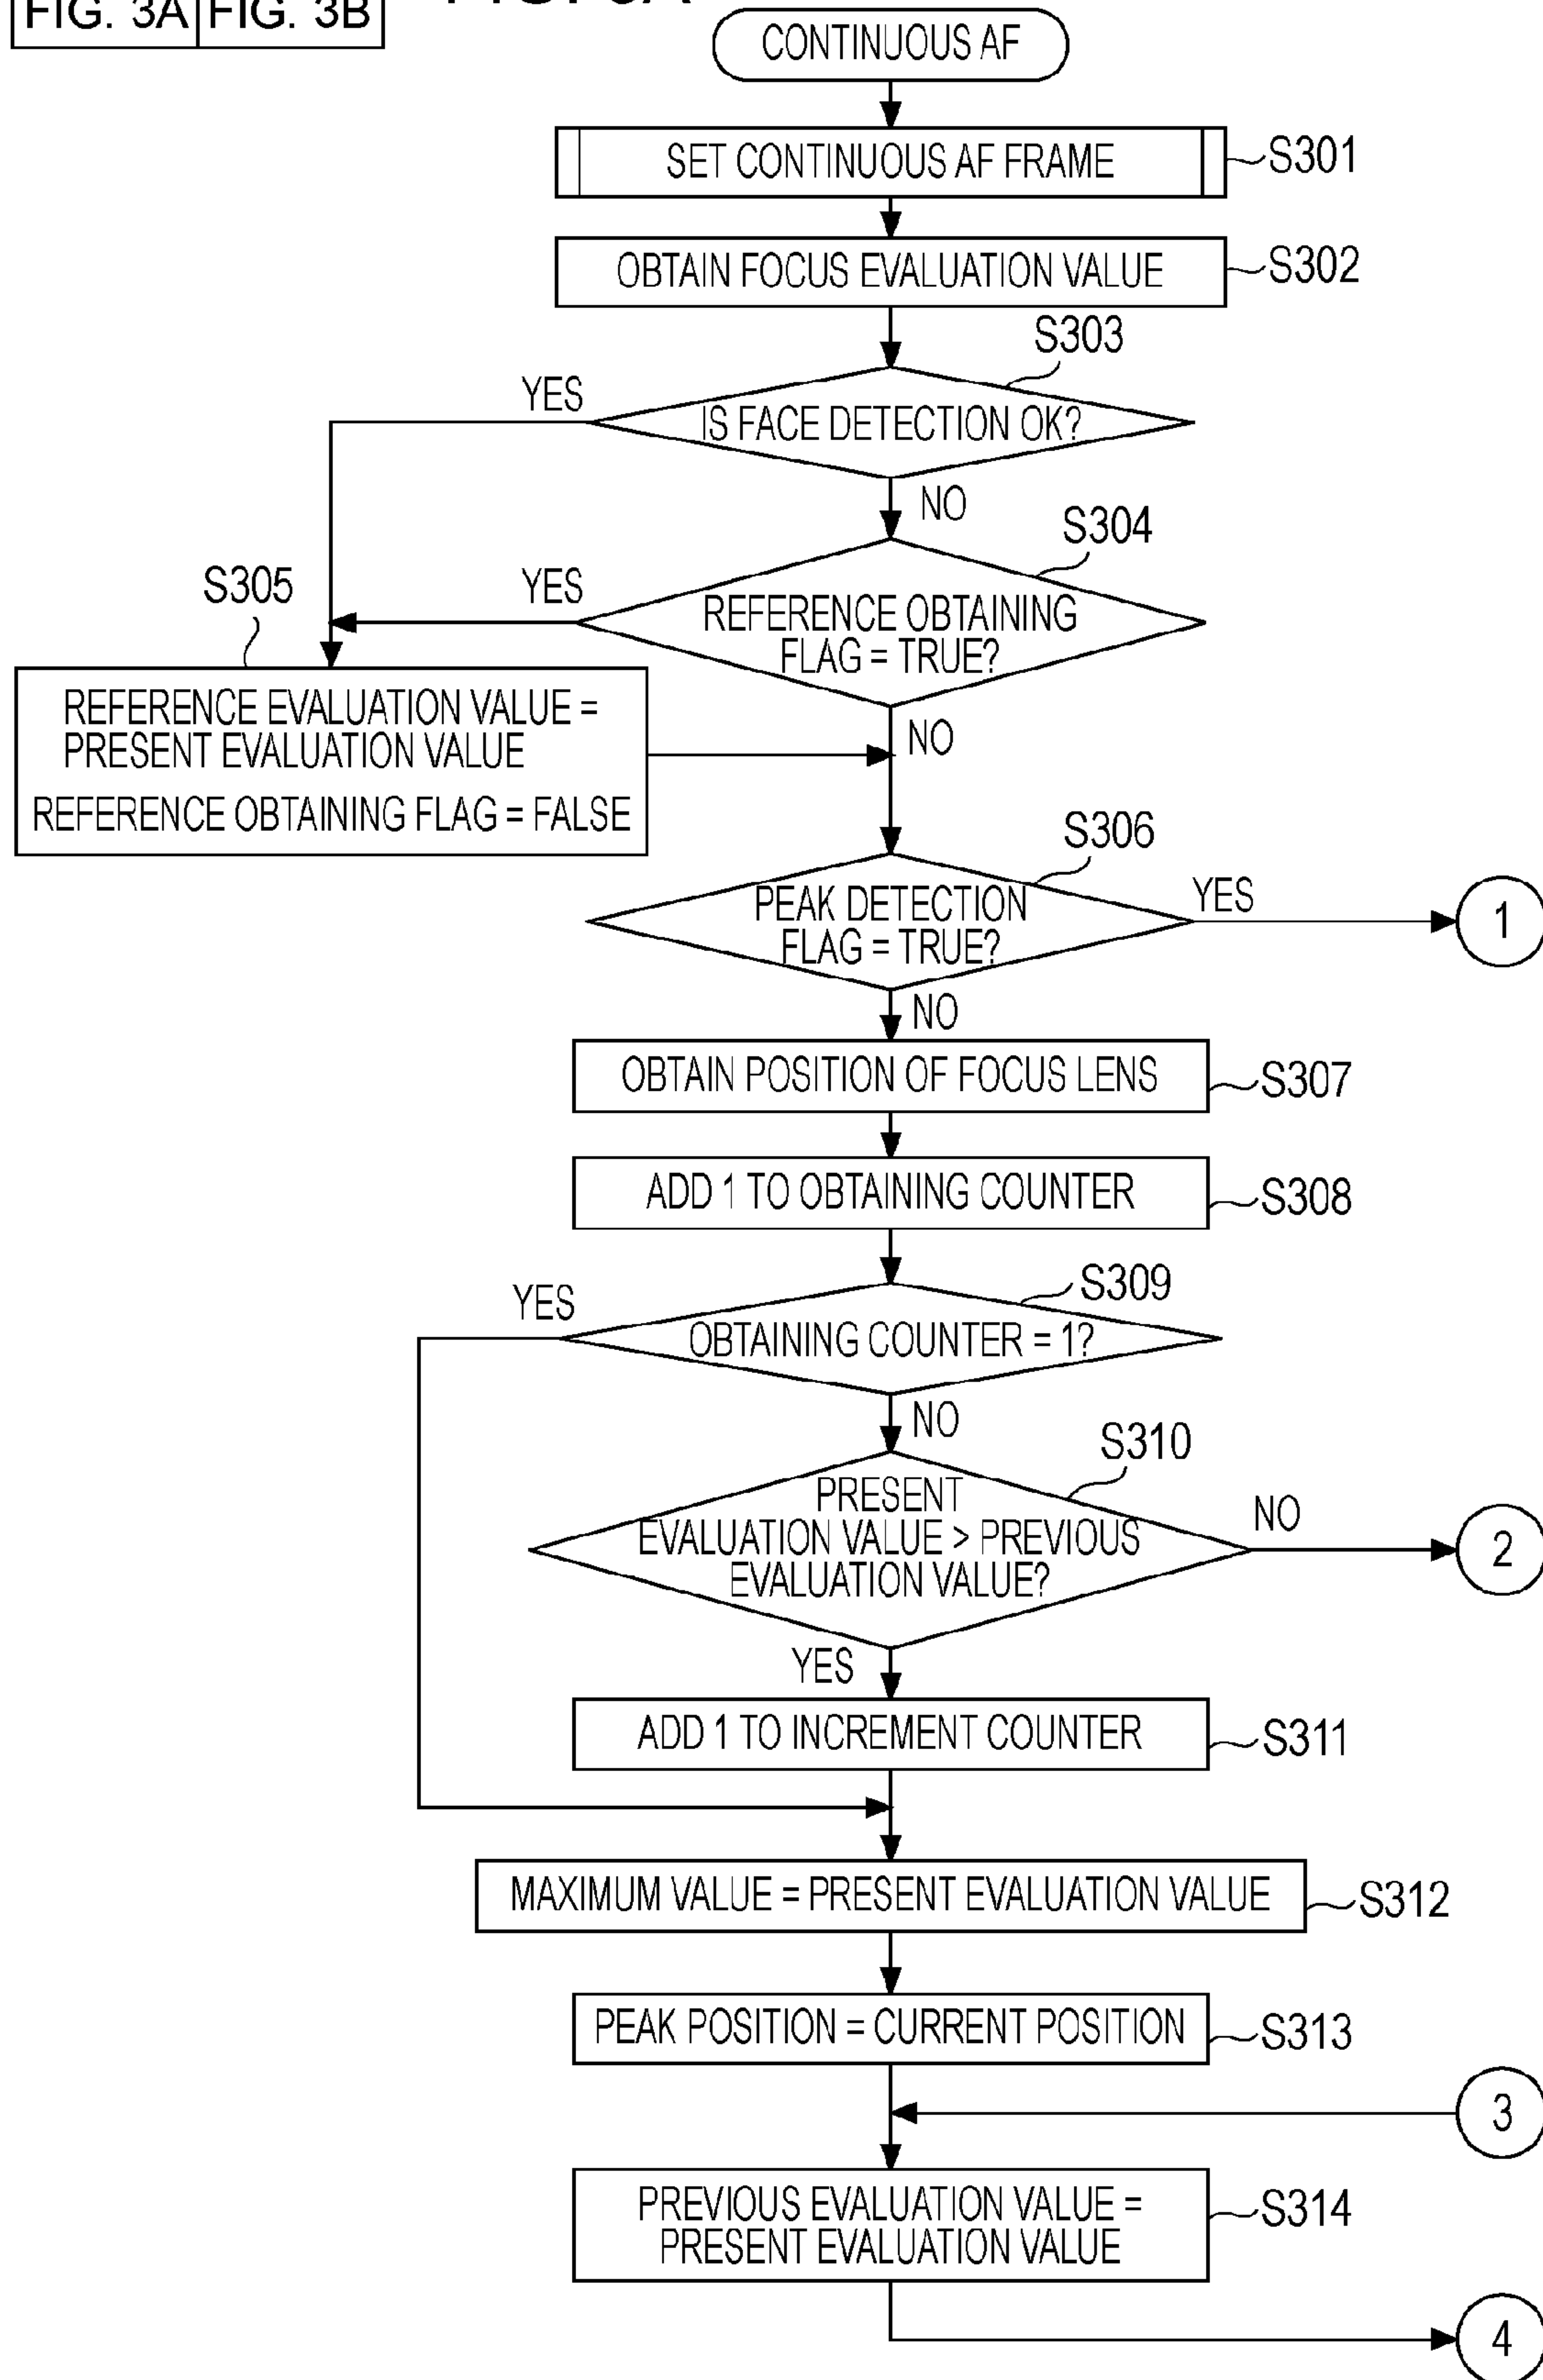 FIG. 3A FIG. 3B
CONTINUOUS AF
SET CONTINUOUS AF FRAME
S301
OBTAIN FOCUS EVALUATION VALUE
S302
S303
YES
IS FACE DETECTION OK?
NO
S304
S305
YES
REFERENCE OBTAINING
FLAG = TRUE?
REFERENCE EVALUATION VALUE =
PRESENT EVALUATION VALUE
REFERENCE OBTAINING FLAG = FALSE
NO
S306
PEAK DETECTION
FLAG = TRUE?
YES
1
NO
OBTAIN POSITION OF FOCUS LENS
S307
ADD 1 TO OBTAINING COUNTER
S308
S309
YES
OBTAINING COUNTER = 1?
NO
S310
PRESENT
EVALUATION VALUE > PREVIOUS
EVALUATION VALUE?
NO
2
YES
ADD 1 TO INCREMENT COUNTER
S311
MAXIMUM VALUE = PRESENT EVALUATION VALUE
S312
PEAK POSITION = CURRENT POSITION
S313
3
PREVIOUS EVALUATION VALUE =
PRESENT EVALUATION VALUE
S314
4